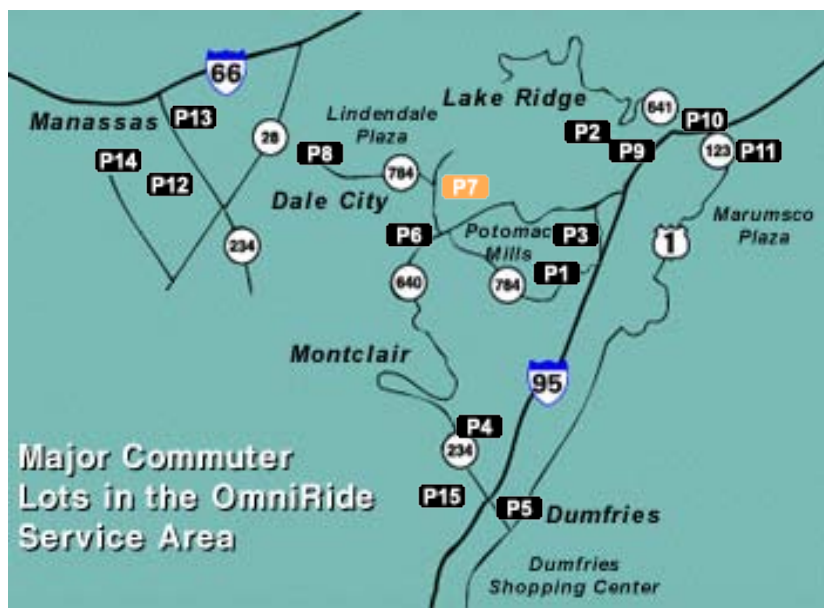 66
Manassas
P13
28
Lindendale
Plaza
Lake Ridge
641
P10
P2
P9
123
P11
P14
P12
P8
784
P7
Dale City
234
P6
Potomac
Mills
P3
1
Marumsco
Plaza
640
784
P1
Montclair
95
P4
234
Major Commuter
Lots in the OmniRide
Service Area
P15
P5
Dumfries
Dumfries
Shopping Center